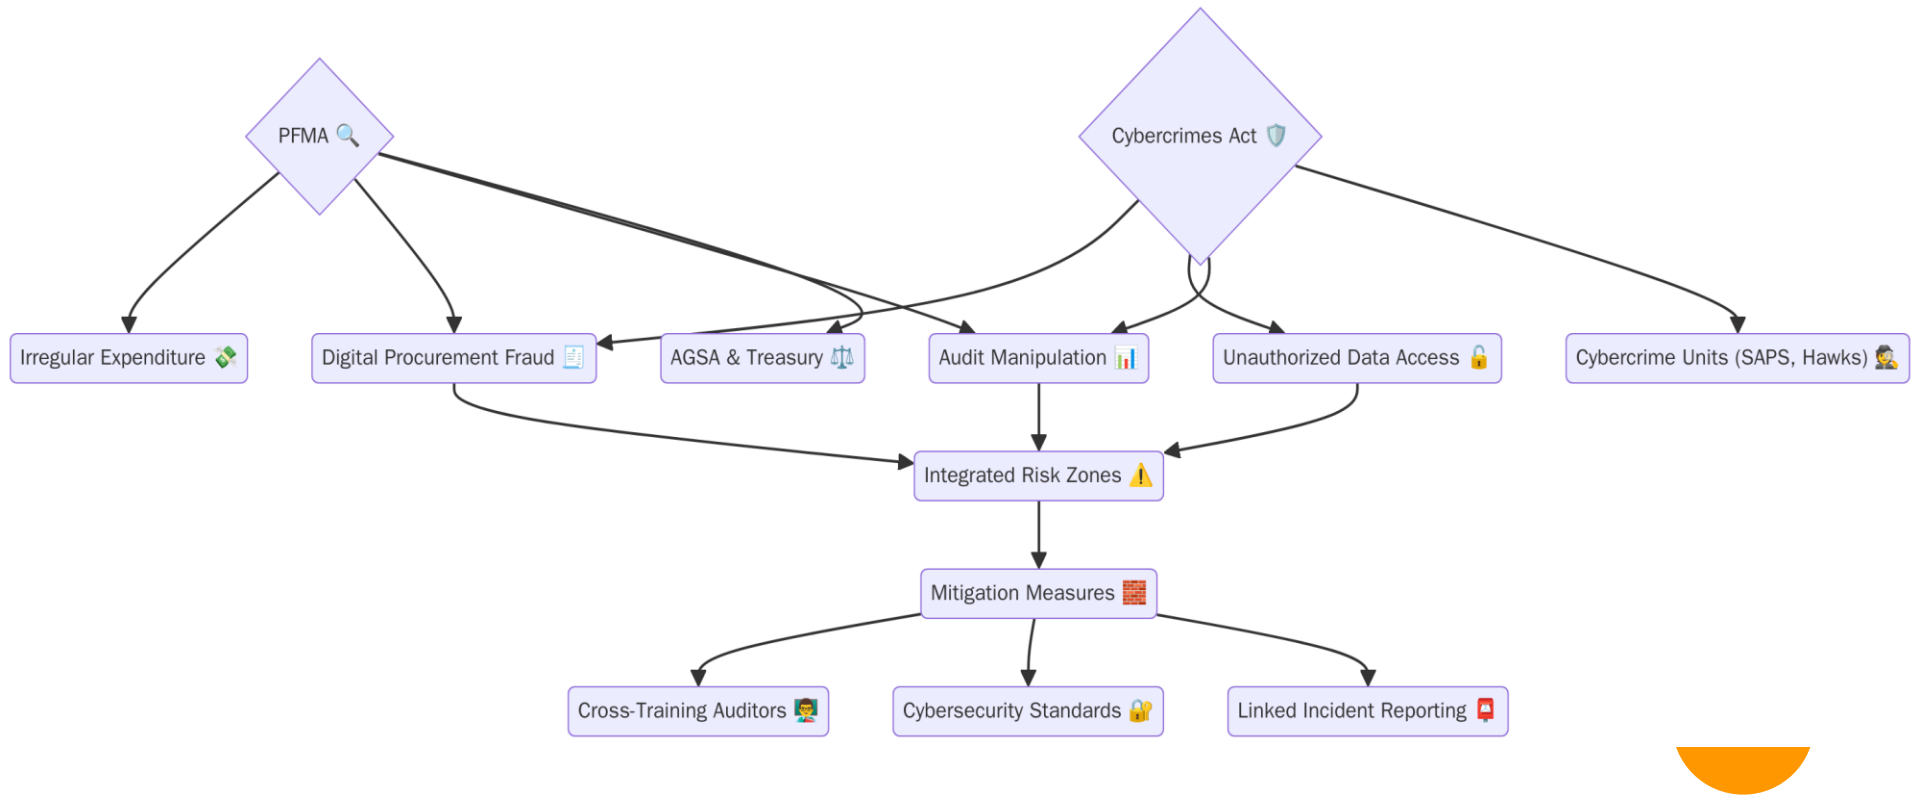 PFMA 🔍
Cybercrimes Act 🛡️
Irregular Expenditure 💸
Digital Procurement Fraud 🧾
AGSA & Treasury ⚖️
Audit Manipulation 📊
Unauthorized Data Access 🔓
Cybercrime Units (SAPS, Hawks) 🕵️
Integrated Risk Zones ⚠️
Mitigation Measures 🧱
Cross-Training Auditors 👨‍🏫
Cybersecurity Standards 🔐
Linked Incident Reporting 📮